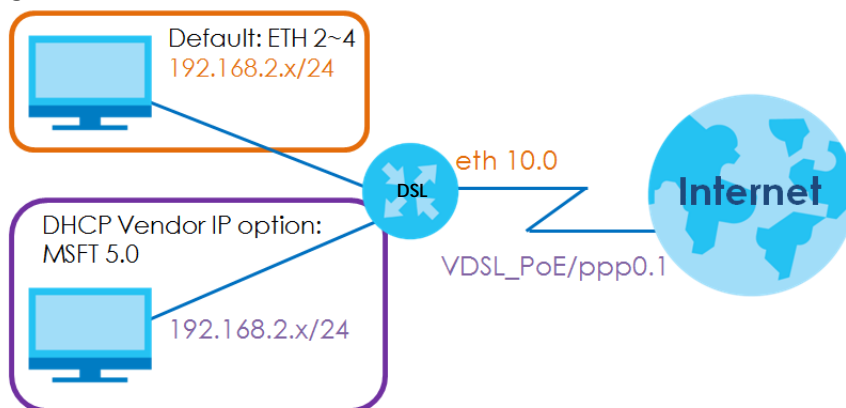 Default: ETH 2~4
192.168.2.x/24
eth 10.0
DSL
Internet
DHCP Vendor IP option:
MSFT 5.0
VDSL_PoE/ppp0.1
192.168.2.x/24